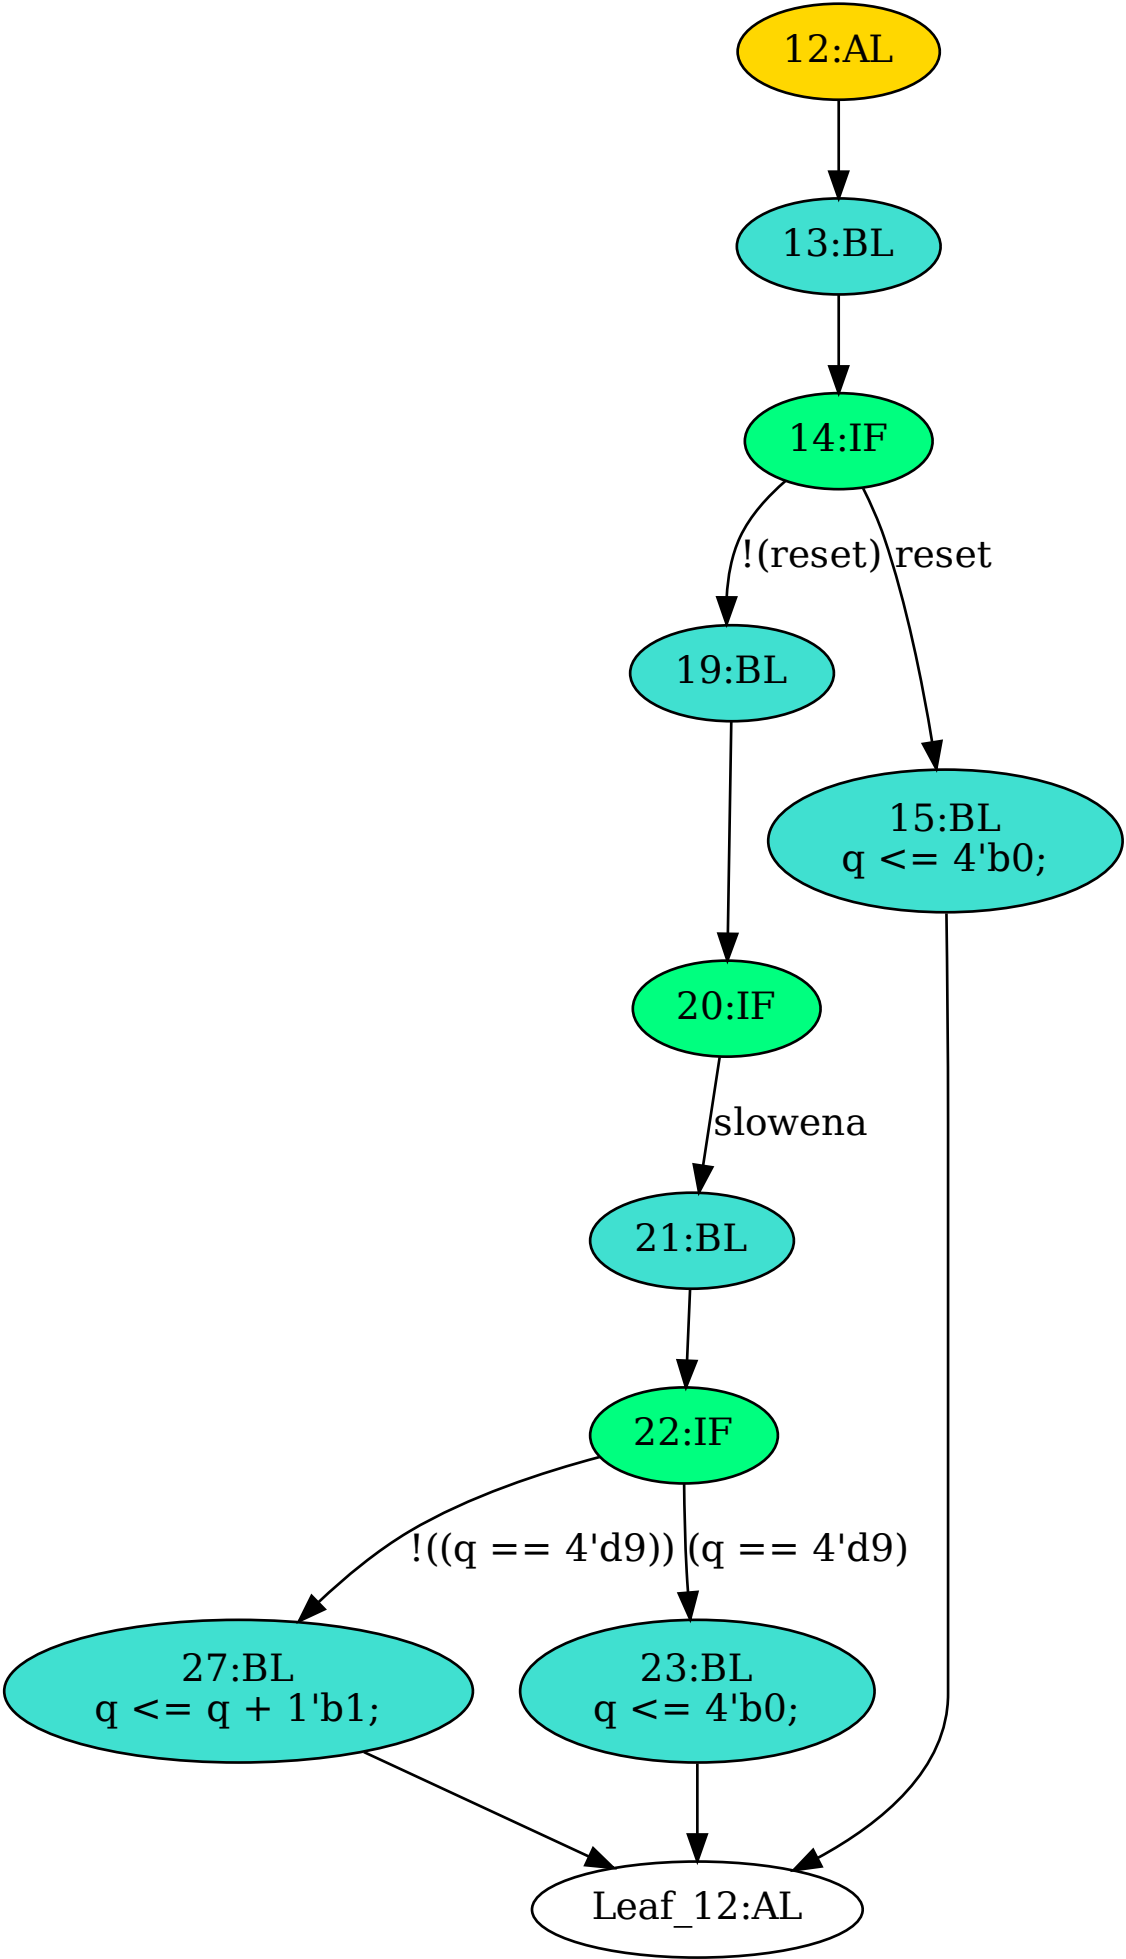 12:AL
13:BL
14:IF
!(reset)
reset
19:BL
15:BL
q <= 4'b0;
20:IF
slowena
21:BL
22:IF
!((q == 4'd9))
(q == 4'd9)
27:BL
q <= q + 1'b1;
23:BL
q <= 4'b0;
Leaf_12:AL